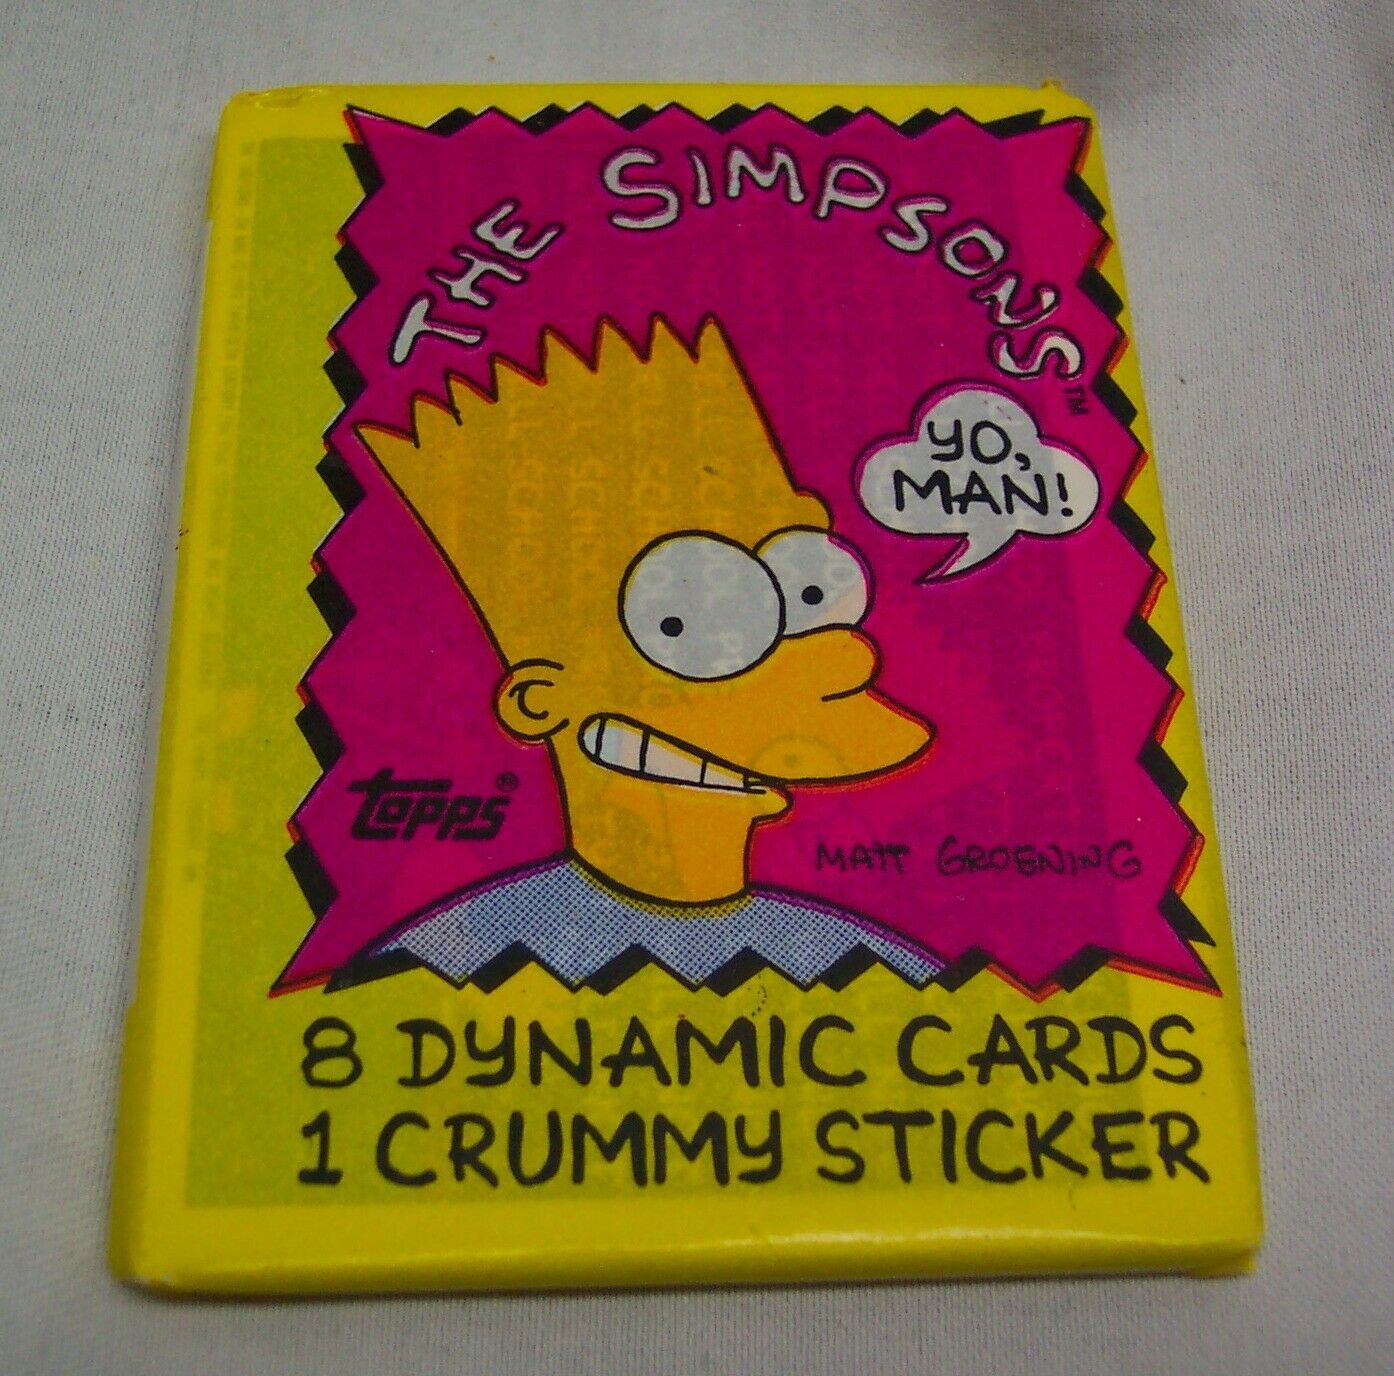 THE SIMPSONS™
YO,
MAN!
topps®
MATT GROENING
8 DYNAMIC CARDS
1 CRUMMY STICKER